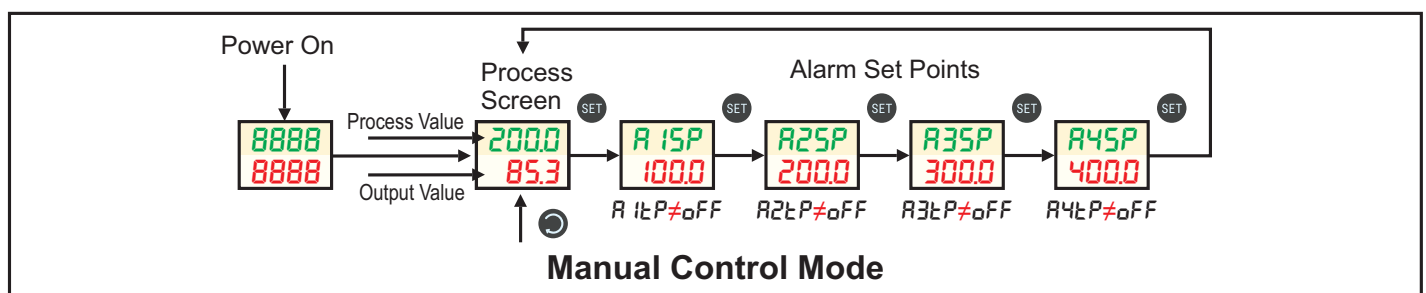 Power On
Process
Screen
Alarm Set Points
SET SET SET SET SET
Process Value
8888 200.0 A1SP A2SP A3SP A4SP
8888 85.3 100.0 200.0 300.0 400.0
Output Value
A1tP≠oFF A2tP≠oFF A3tP≠oFF A4tP≠oFF
Manual Control Mode